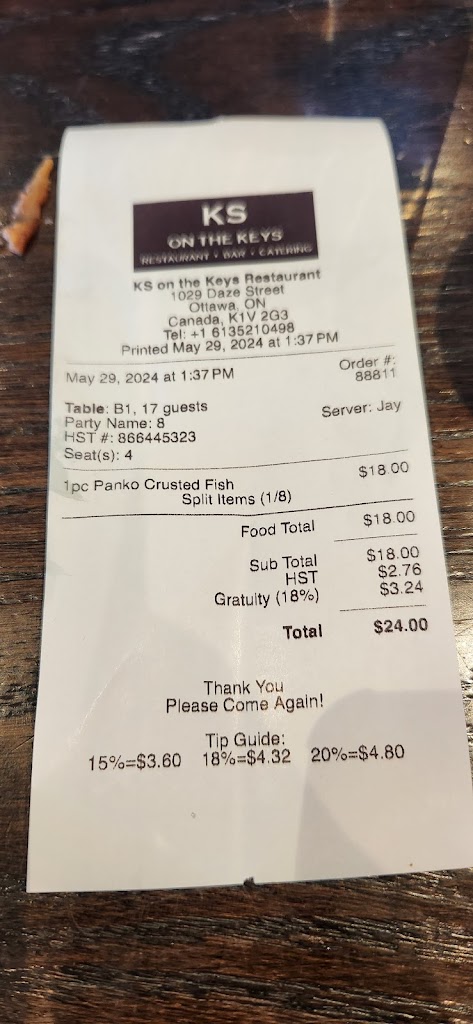 KS
ON THE KEYS
RESTAURANT • BAR • CATERING
KS on the Keys Restaurant
1029 Daze Street
Ottawa, ON
Canada, K1V 2G3
Tel: +1 6135210498
Printed May 29, 2024 at 1:37 PM
May 29, 2024 at 1:37 PM
Order #:
88811
Table: B1, 17 guests
Party Name: 8
Server: Jay
HST #: 866445323
Seat(s): 4
1pc Panko Crusted Fish $18.00
Split Items (1/8)
Food Total $18.00
Sub Total $18.00
HST $2.76
Gratuity (18%) $3.24
Total $24.00
Thank You
Please Come Again!
Tip Guide:
15%=$3.60 18%=$4.32 20%=$4.80